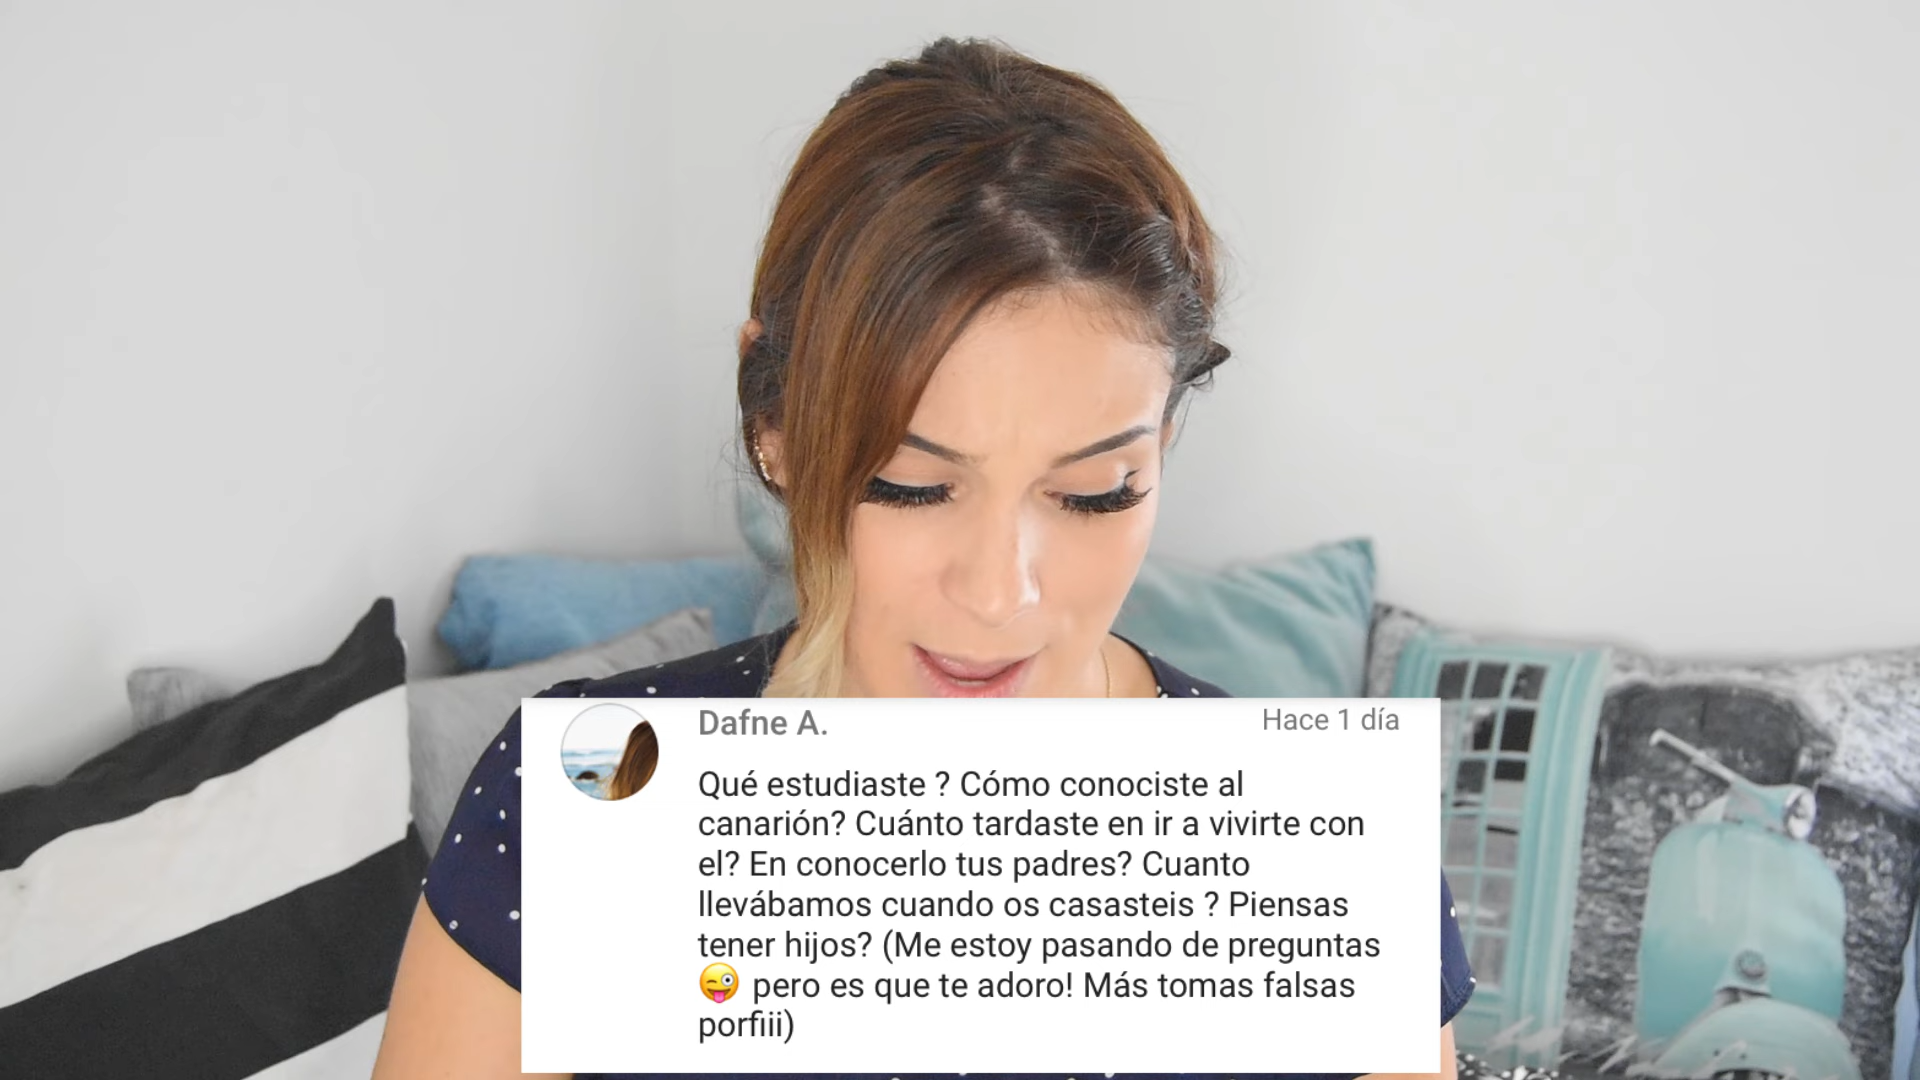 Dafne A.
Hace 1 día
Qué estudiaste ? Cómo conociste al
canarión? Cuánto tardaste en ir a vivirte con
el? En conocerlo tus padres? Cuanto
llevábamos cuando os casasteis ? Piensas
tener hijos? (Me estoy pasando de preguntas
😜 pero es que te adoro! Más tomas falsas
porfiii)